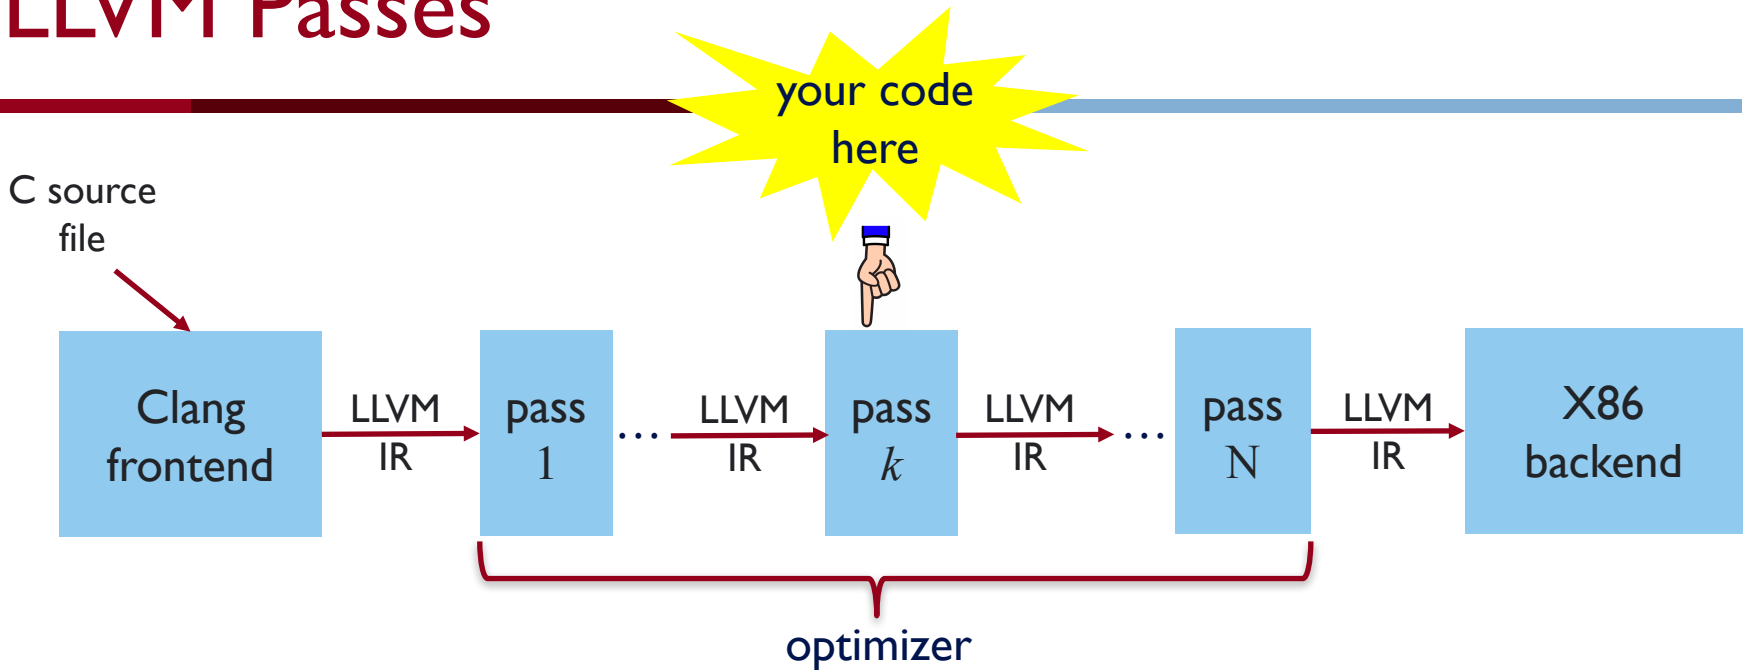 LLVM Passes
your code
here
C source
file
Clang
frontend
LLVM
IR
pass
1
...
LLVM
IR
pass
k
LLVM
IR
...
pass
N
LLVM
IR
X86
backend
optimizer